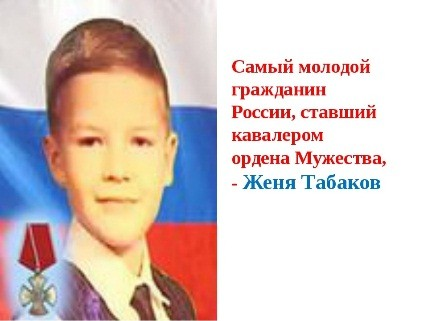 Самый молодой
гражданин
России, ставший
кавалером
ордена Мужества,
- Женя Табаков